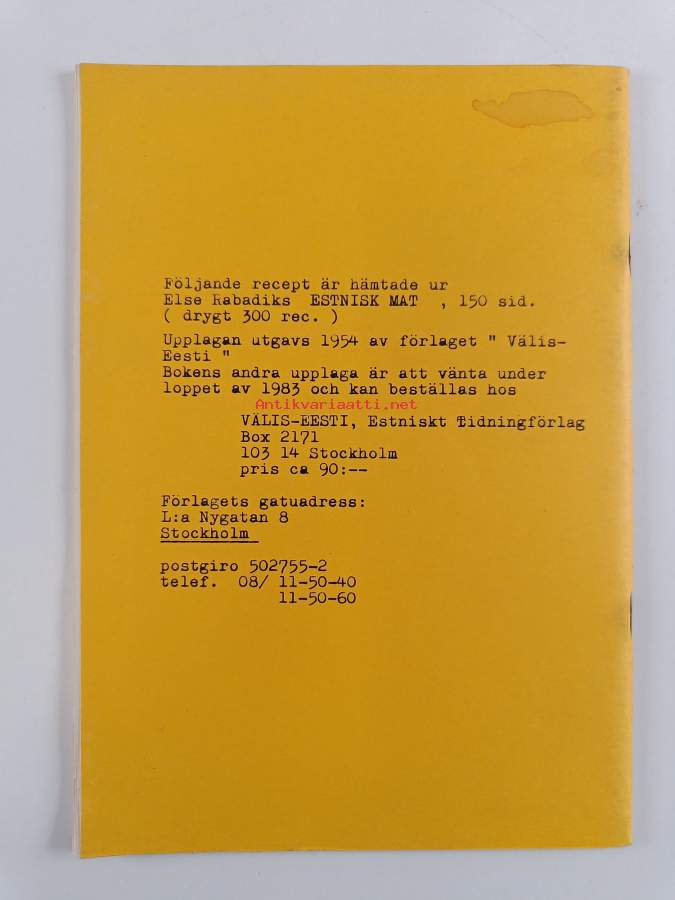 Följande recept är hämtade ur
Else Rabadiks ESTNISK MAT , 150 sid.
( drygt 300 rec. )
Upplagan utgavs 1954 av förlaget " Välis-
Eesti "
Bokens andra upplaga är att vänta under
loppet av 1983 och kan beställas hos
Antikvariaatti.net
VÄLIS-EESTI, Estniskt Tidningförlag
Box 2171
103 14 Stockholm
pris ca 90:--
Förlagets gatuadress:
L:a Nygatan 8
Stockholm
postgiro 502755-2
telef. 08/ 11-50-40
11-50-60